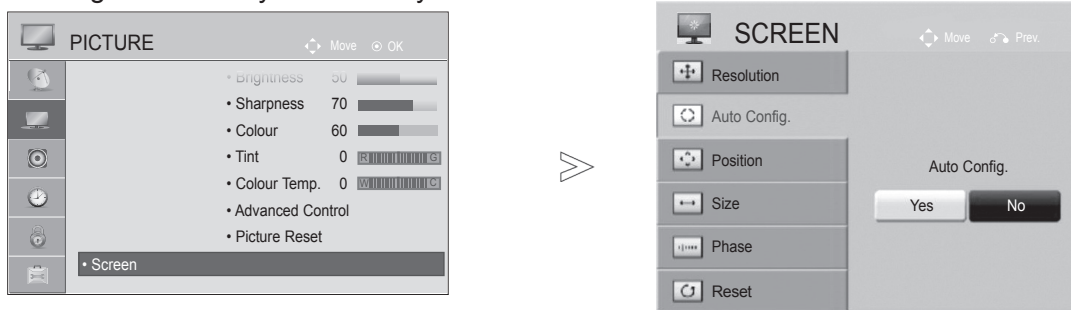 PICTURE
Move OK
• Brightness 50
• Sharpness 70
• Colour 60
• Tint 0 R G
• Colour Temp. 0 W C
• Advanced Control
• Picture Reset
• Screen
SCREEN
Move Prev.
Resolution
Auto Config.
Position
Size
Phase
Reset
Auto Config.
Yes No